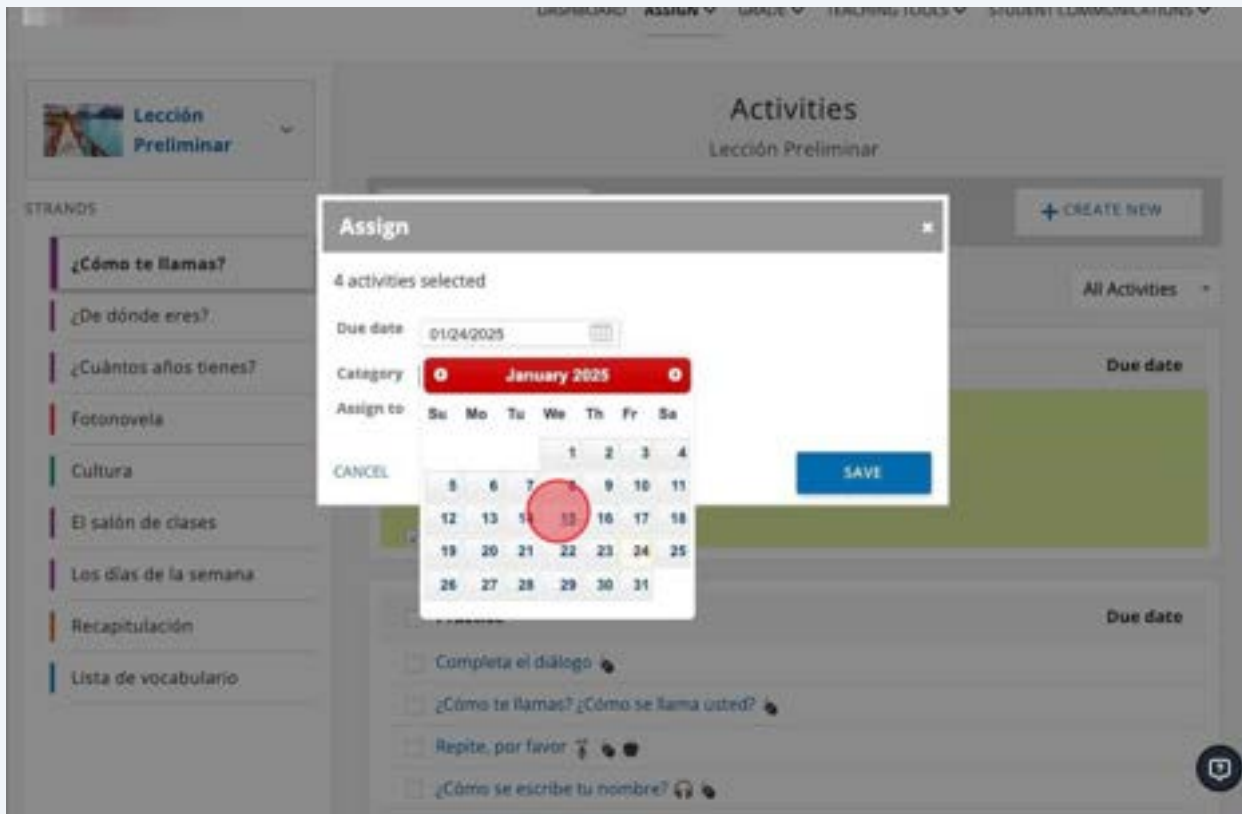 DASHBOARD ASSIGN GRADE TEACHING TOOLS STUDENT COMMUNICATIONS
Lección
Preliminar
Activities
Lección Preliminar
STRANDS
+ CREATE NEW
Assign
¿Cómo te llamas?
4 activities selected
All Activities
¿De dónde eres?
Due date 01/24/2025
¿Cuántos años tienes?
Category
January 2025
Due date
Assign to
Su Mo Tu We Th Fr Sa
Fotonovela
1 2 3 4
Cultura
CANCEL
SAVE
5 6 7 8 9 10 11
El salón de clases
12 13 14 15 16 17 18
19 20 21 22 23 24 25
Los días de la semana
26 27 28 29 30 31
Recapitulación
Practice
Due date
Completa el diálogo
Lista de vocabulario
¿Cómo te llamas? ¿Cómo se llama usted?
Repite, por favor
¿Cómo se escribe tu nombre?